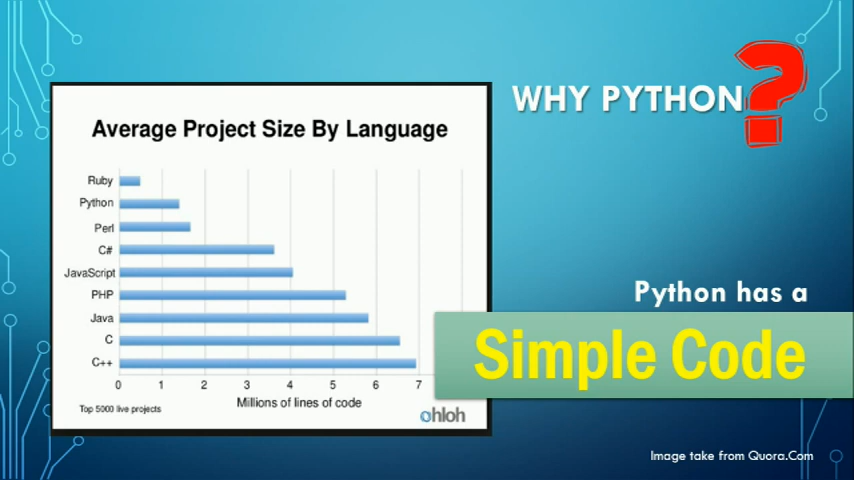 WHY PYTHON?
Average Project Size By Language
Ruby
Python
Perl
C#
JavaScript
PHP
Java
C
C++
0 1 2 3 4 5 6 7
Millions of lines of code
Top 5000 live projects
ohloh
Python has a
Simple Code
Image take from Quora.Com